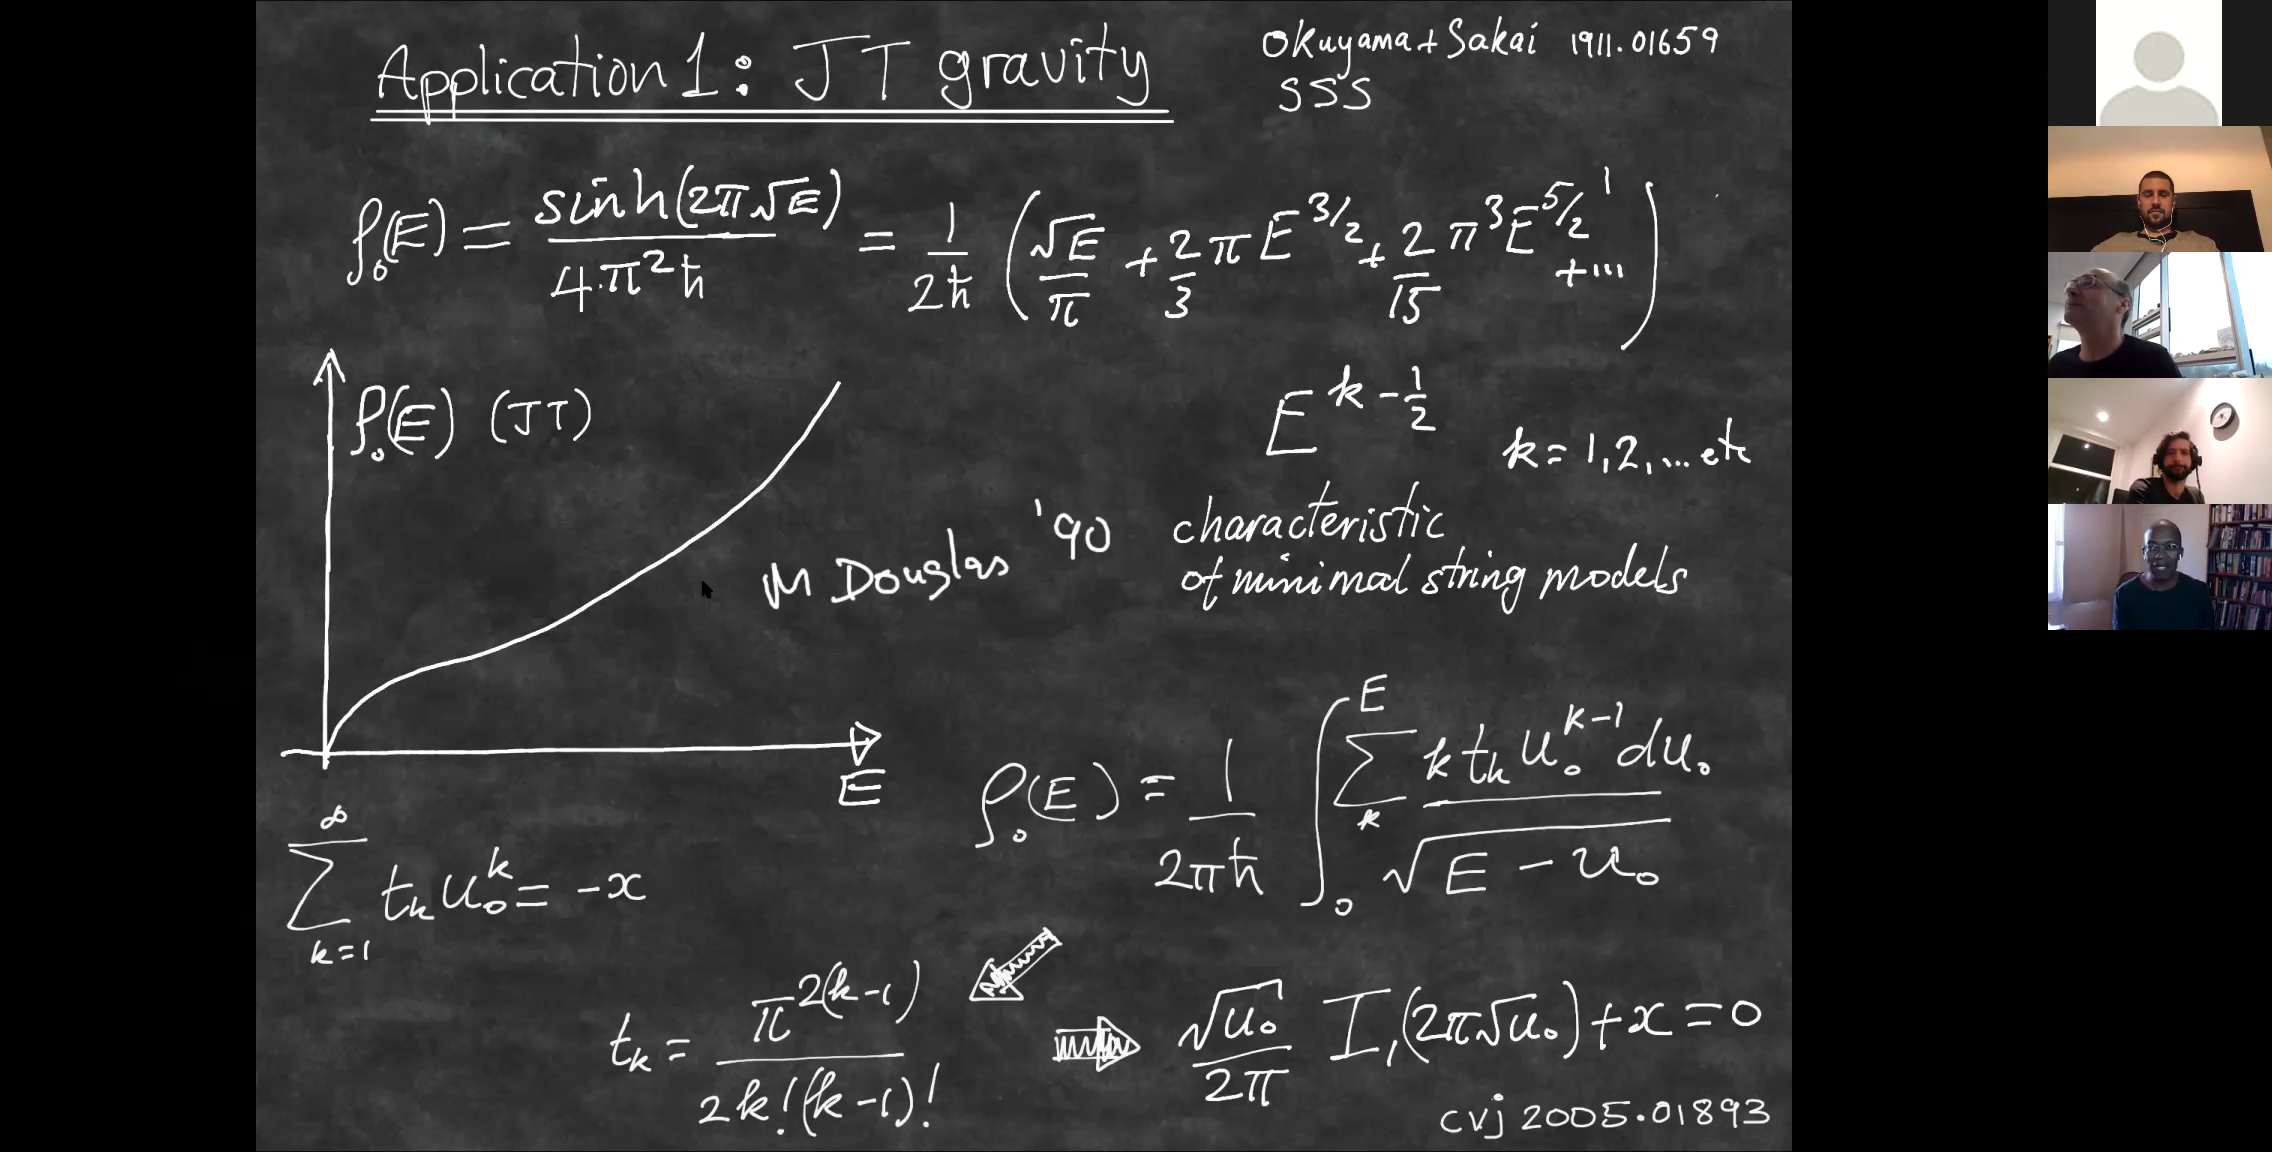 Application 1: JT gravity
Okuyama + Sakai 1911.01659
SSS
ρ₀(E) = sinh(2π√E) / 4π²ħ = 1/2ħ ( √E/π + 2/3 π E^3/2 + 2/15 π³ E^5/2 + ... )
ρ₀(E) (JT)
E^k-1/2
k = 1, 2, ... etc
M Douglas '90
characteristic
of minimal string models
E
ρ₀(E) = 1/2πħ ∫₀^E Σ_k k t_k u₀^k-1 du₀ / √E - u₀
Σ_k=1^∞ t_k u₀^k = -x
t_k = π^2(k-1) / 2k!(k-1)!
√u₀/2π I₁(2π√u₀) + x = 0
cvj 2005.01893